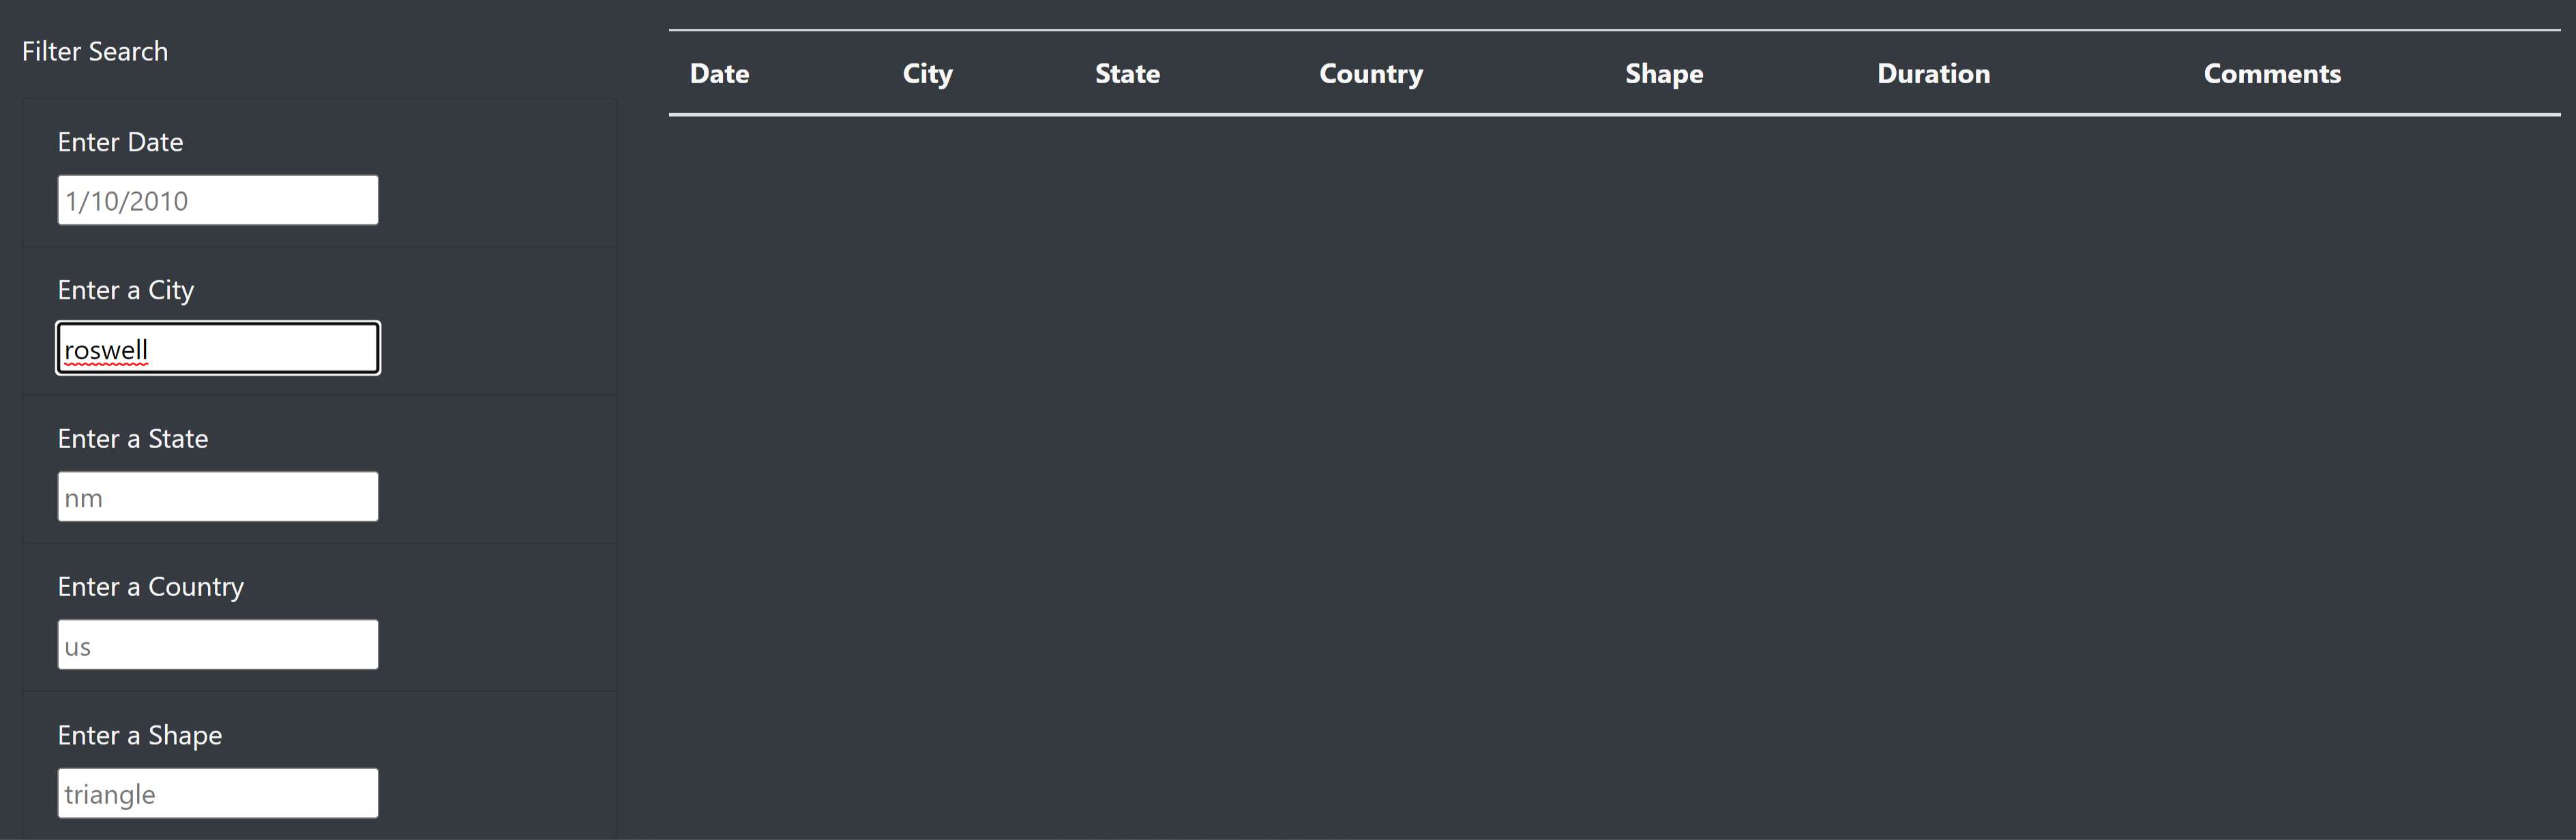 Filter Search
Enter Date
1/10/2010
Enter a City
roswell
Enter a State
nm
Enter a Country
us
Enter a Shape
triangle
Date City State Country Shape Duration Comments